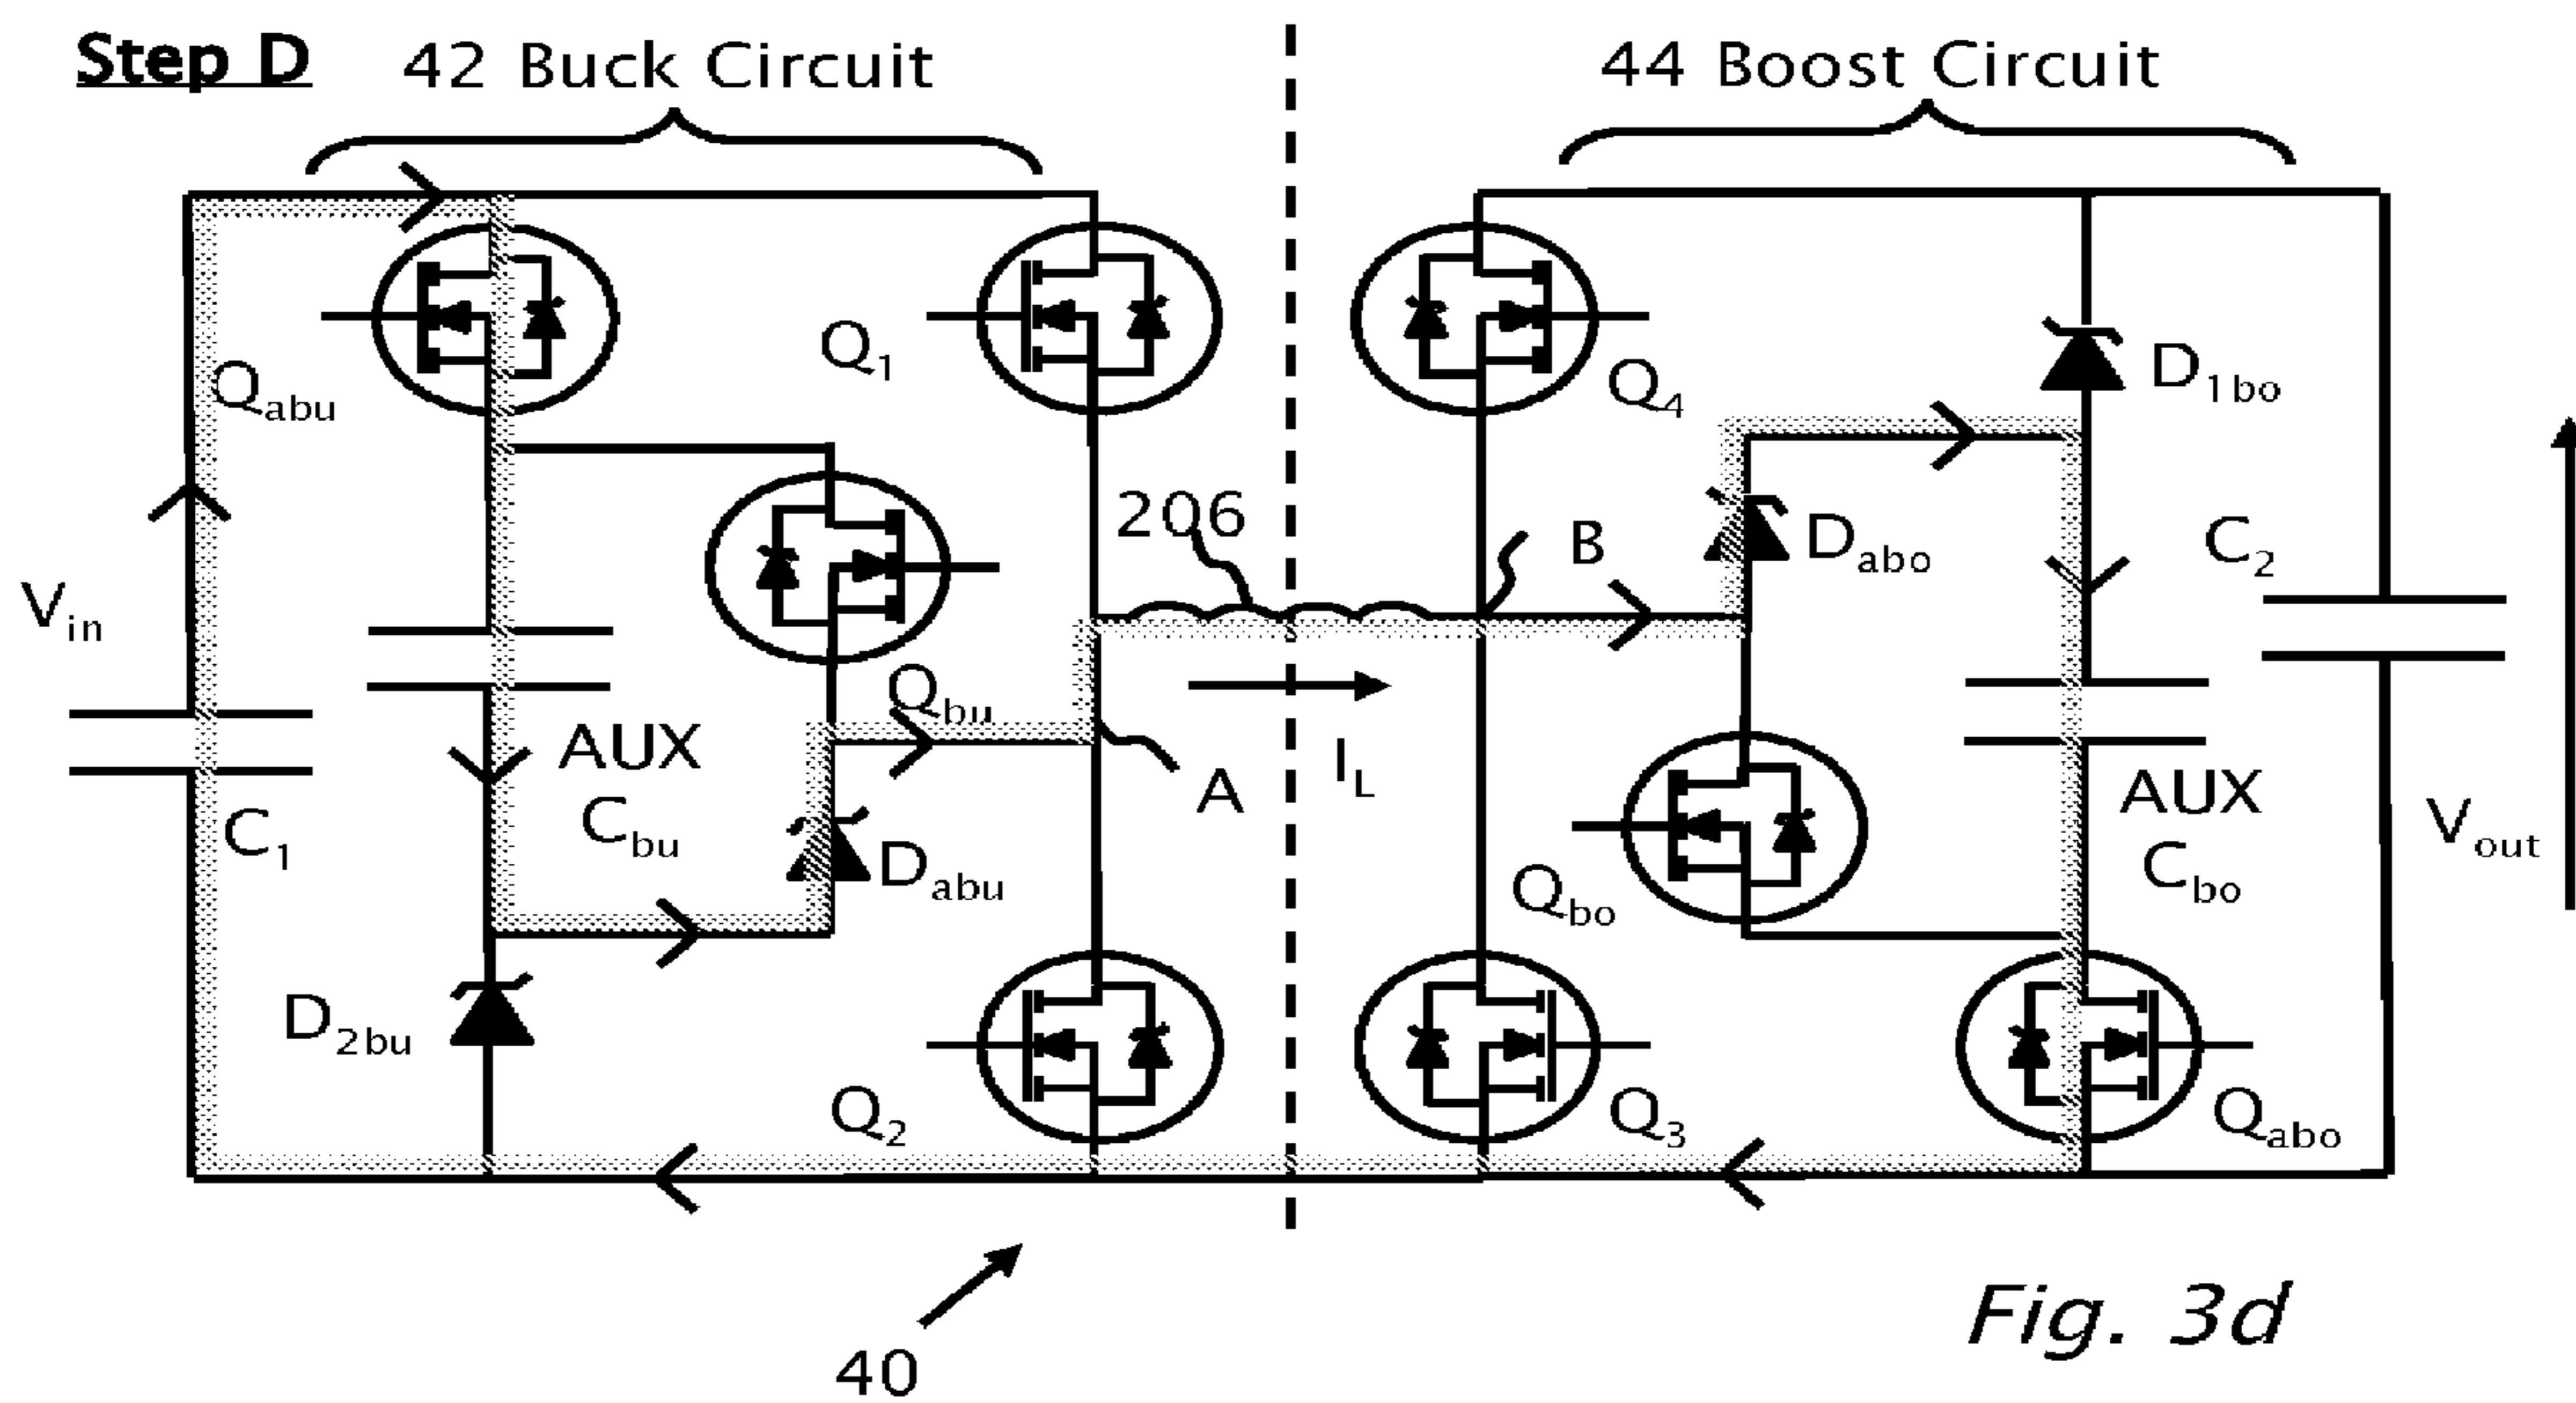 Step D
42 Buck Circuit
44 Boost Circuit
Qabu
Q1
Q4
D1bo
206
B
Dabo
C2
Vin
Qbu
AUX
Cbu
A
IL
AUX
Cbo
Vout
C1
Dabu
Qbo
D2bu
Q2
Q3
Qabo
40
Fig. 3d